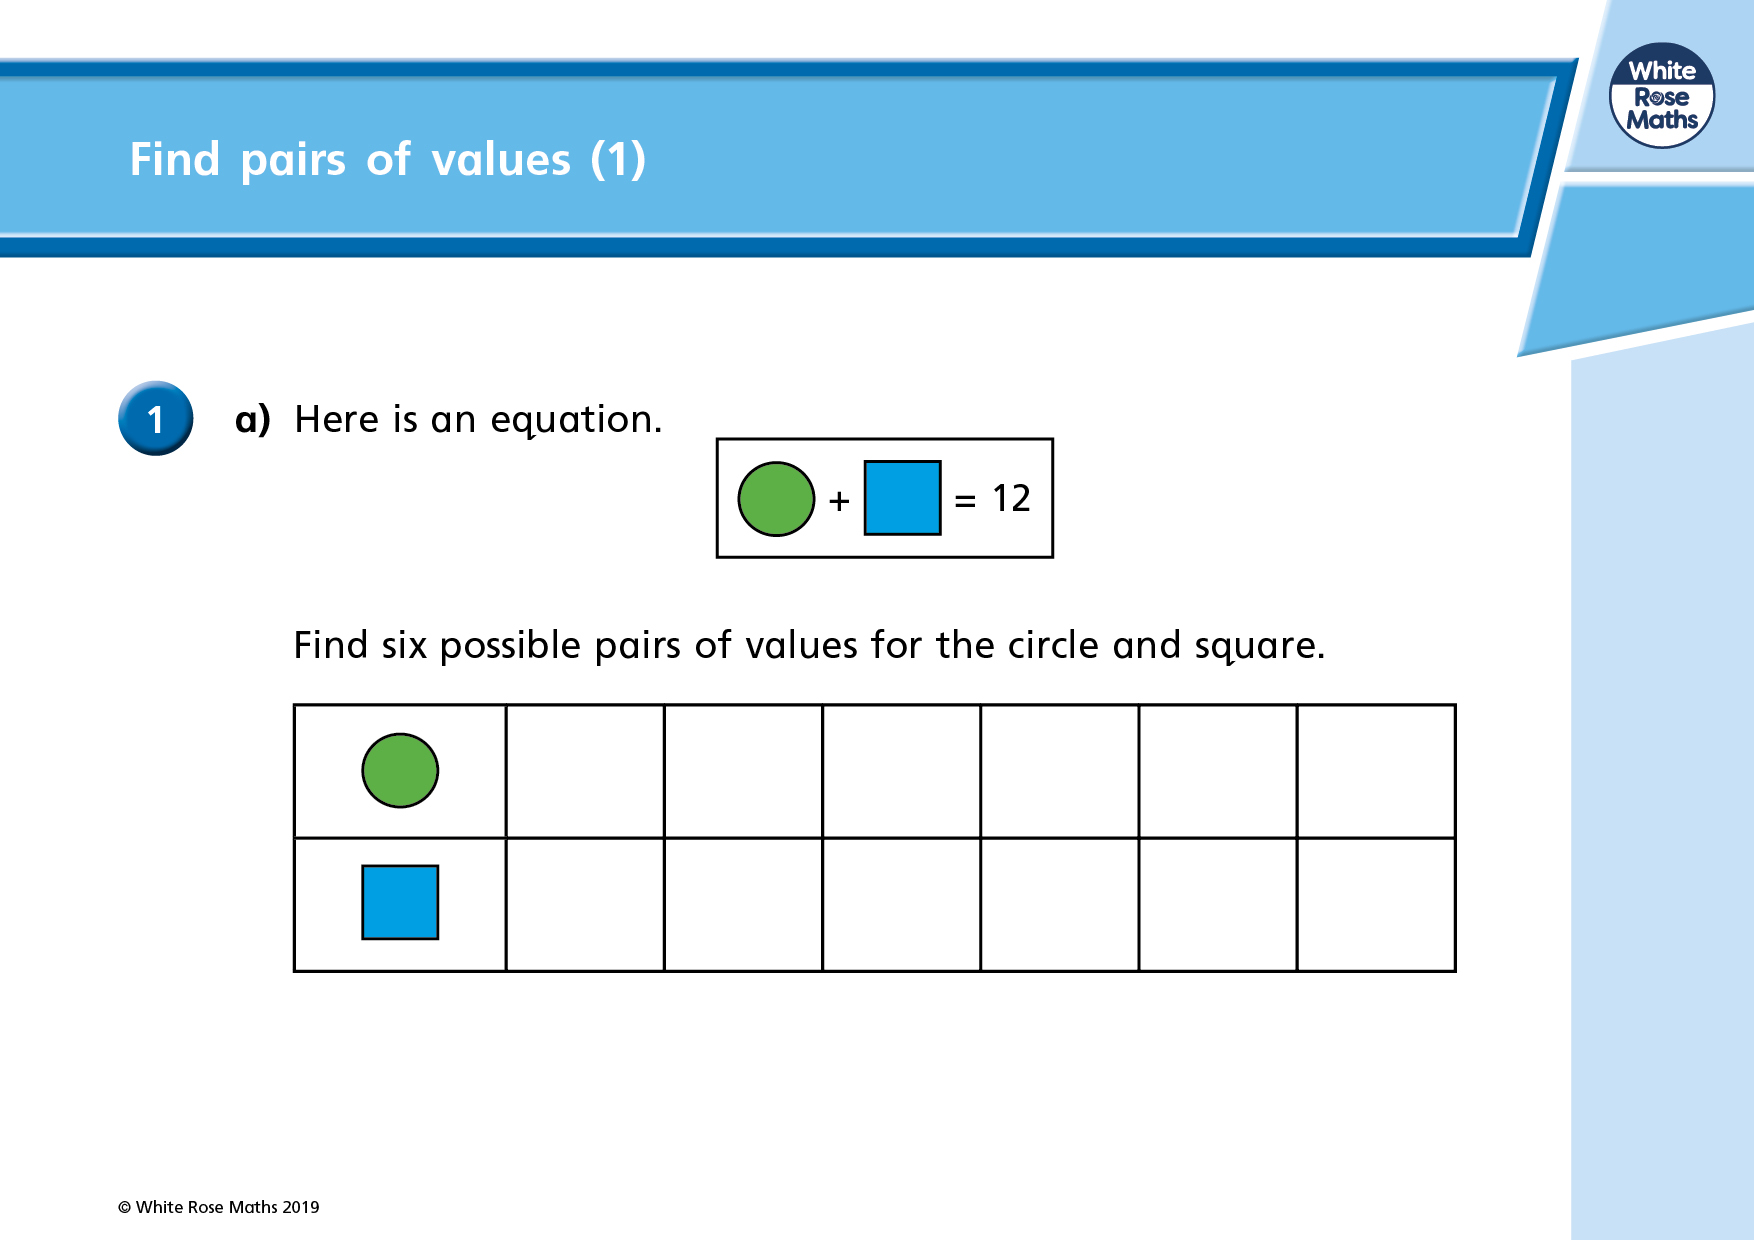 White
Rose
Maths
Find pairs of values (1)
1 a) Here is an equation.
+ = 12
Find six possible pairs of values for the circle and square.
© White Rose Maths 2019